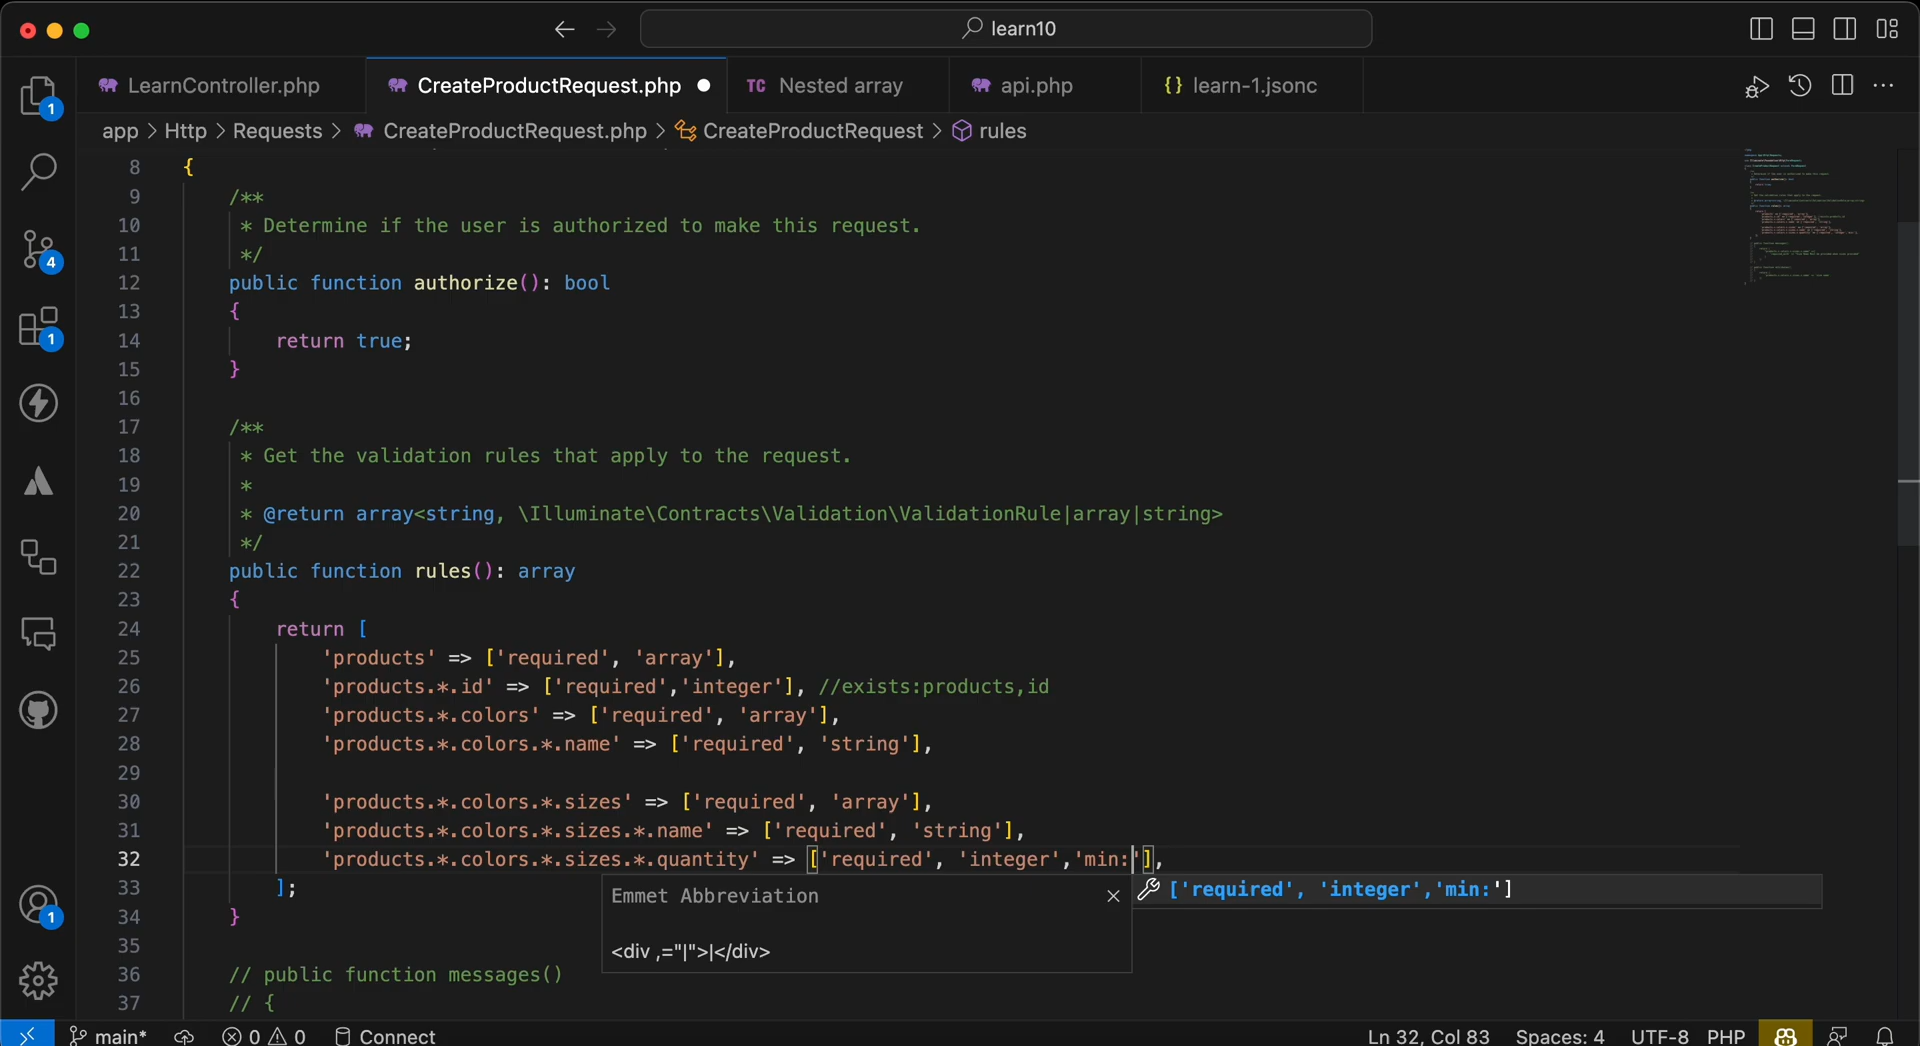 learn10
LearnController.php
CreateProductRequest.php
TC Nested array
api.php
{} learn-1.jsonc
app > Http > Requests > CreateProductRequest.php > CreateProductRequest > rules
8 {
9 /**
10 * Determine if the user is authorized to make this request.
11 */
12 public function authorize(): bool
13 {
14 return true;
15 }
16
17 /**
18 * Get the validation rules that apply to the request.
19 *
20 * @return array<string, \Illuminate\Contracts\Validation\ValidationRule|array|string>
21 */
22 public function rules(): array
23 {
24 return [
25 'products' => ['required', 'array'],
26 'products.*.id' => ['required','integer'], //exists:products,id
27 'products.*.colors' => ['required', 'array'],
28 'products.*.colors.*.name' => ['required', 'string'],
29
30 'products.*.colors.*.sizes' => ['required', 'array'],
31 'products.*.colors.*.sizes.*.name' => ['required', 'string'],
32 'products.*.colors.*.sizes.*.quantity' => ['required', 'integer','min:'],
33 ];
34 }
35
36 // public function messages()
37 // {
Emmet Abbreviation
<div ,="|">|</div>
['required', 'integer','min:']
1
4
1
1
main* 0 0 Connect
Ln 32, Col 83 Spaces: 4 UTF-8 PHP